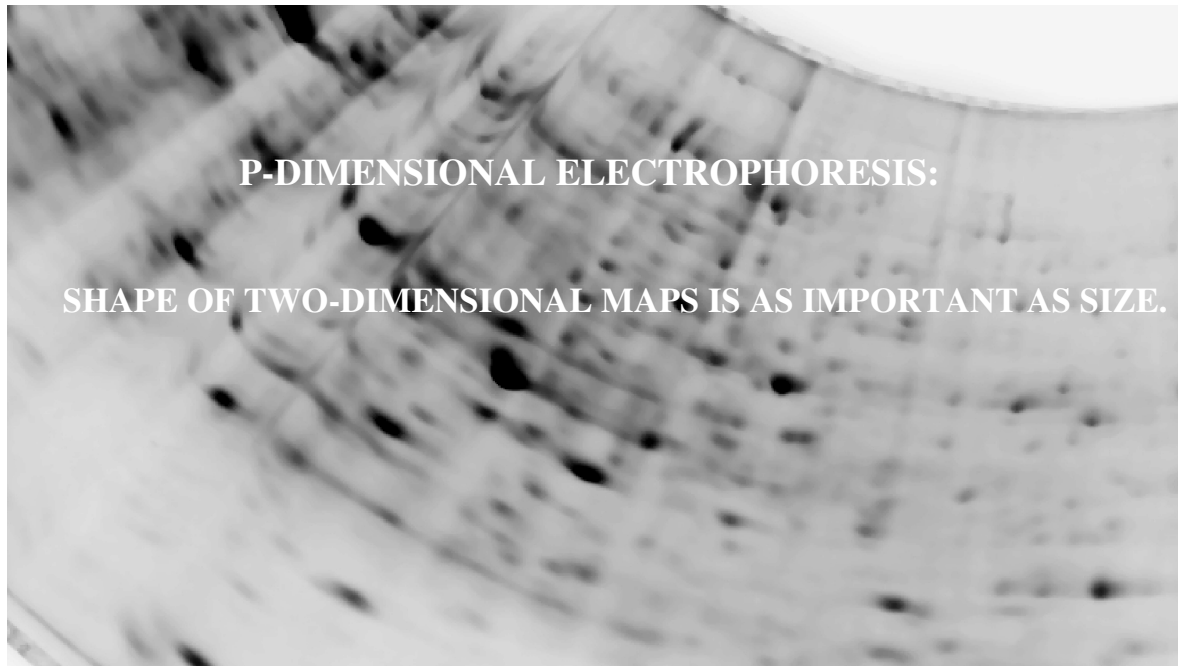 P-DIMENSIONAL ELECTROPHORESIS:
SHAPE OF TWO-DIMENSIONAL MAPS IS AS IMPORTANT AS SIZE.